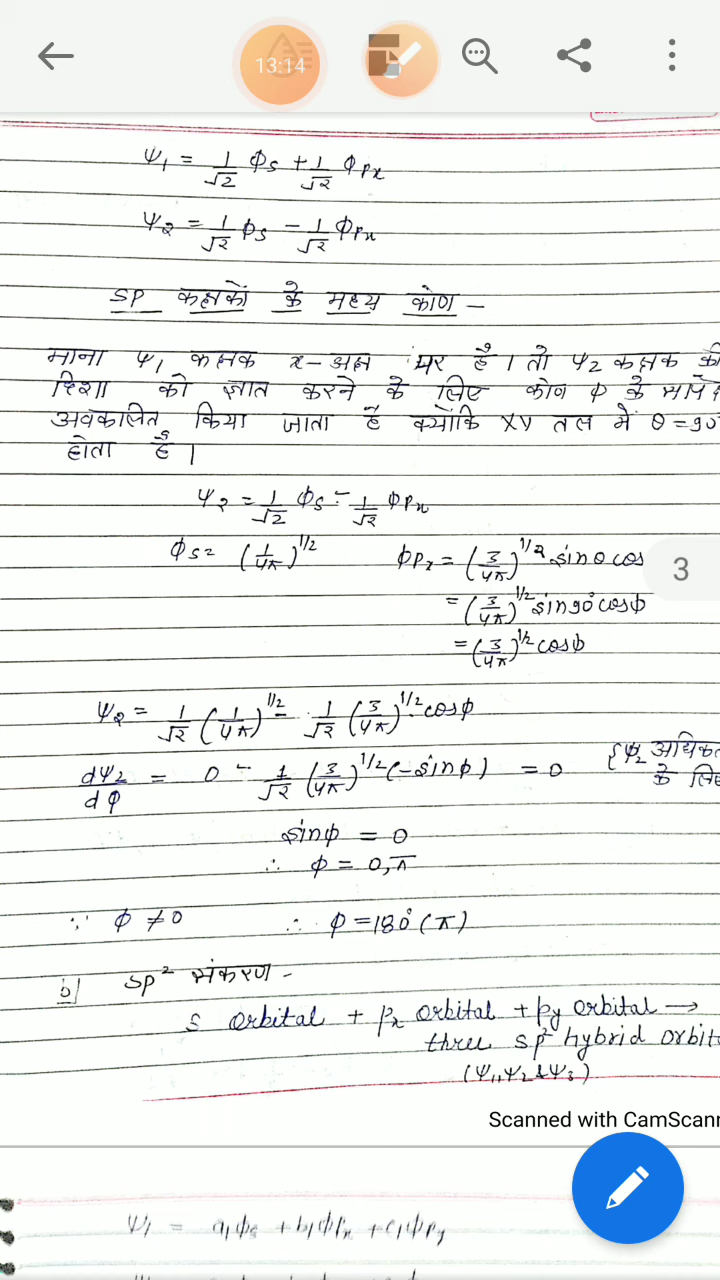 13:14
ψ₁ = 1/√2 ϕs + 1/√2 ϕpx
ψ₂ = 1/√2 ϕs − 1/√2 ϕpx
sp कक्षकों के मध्य कोण −
माना ψ₁ कक्षक x-अक्ष पर है। तो ψ₂ कक्षक की
दिशा को ज्ञात करने के लिए कोण ϕ के सापेक्ष
अवकलित किया जाता है क्योंकि XY तल में θ = 90°
होता है।
ψ₂ = 1/√2 ϕs − 1/√2 ϕpx
ϕs = (1/4π)^1/2 ϕpx = (3/4π)^1/2 sinθ cos
= (3/4π)^1/2 sin90° cosϕ
3
= (3/4π)^1/2 cosϕ
ψ₂ = 1/√2 (1/4π)^1/2 − 1/√2 (3/4π)^1/2 cosϕ
dψ₂/dϕ = 0 − 1/√2 (3/4π)^1/2 (−sinϕ) = 0 {ψ₂ अधिकत
के लिए
sinϕ = 0
∴ ϕ = 0, π
∵ ϕ ≠ 0 ∴ ϕ = 180° (π)
b) sp² संकरण −
s orbital + px orbital + py orbital →
three sp² hybrid orbit
(ψ₁, ψ₂ & ψ₃)
Scanned with CamScann
ψ₁ = a₁ϕs + b₁ϕpx + c₁ϕpy